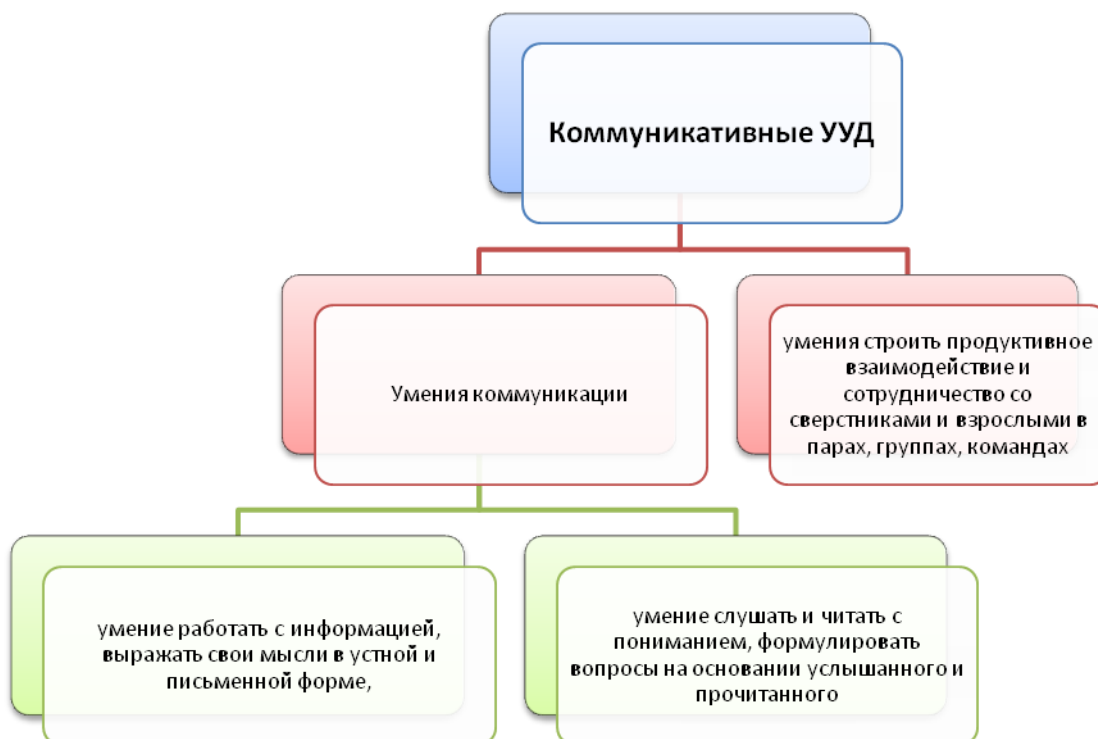 Коммуникативные УУД
Умения коммуникации
умения строить продуктивное
взаимодействие и
сотрудничество со
сверстниками и взрослыми в
парах, группах, командах
умение работать с информацией,
выражать свои мысли в устной и
письменной форме,
умение слушать и читать с
пониманием, формулировать
вопросы на основании услышанного и
прочитанного